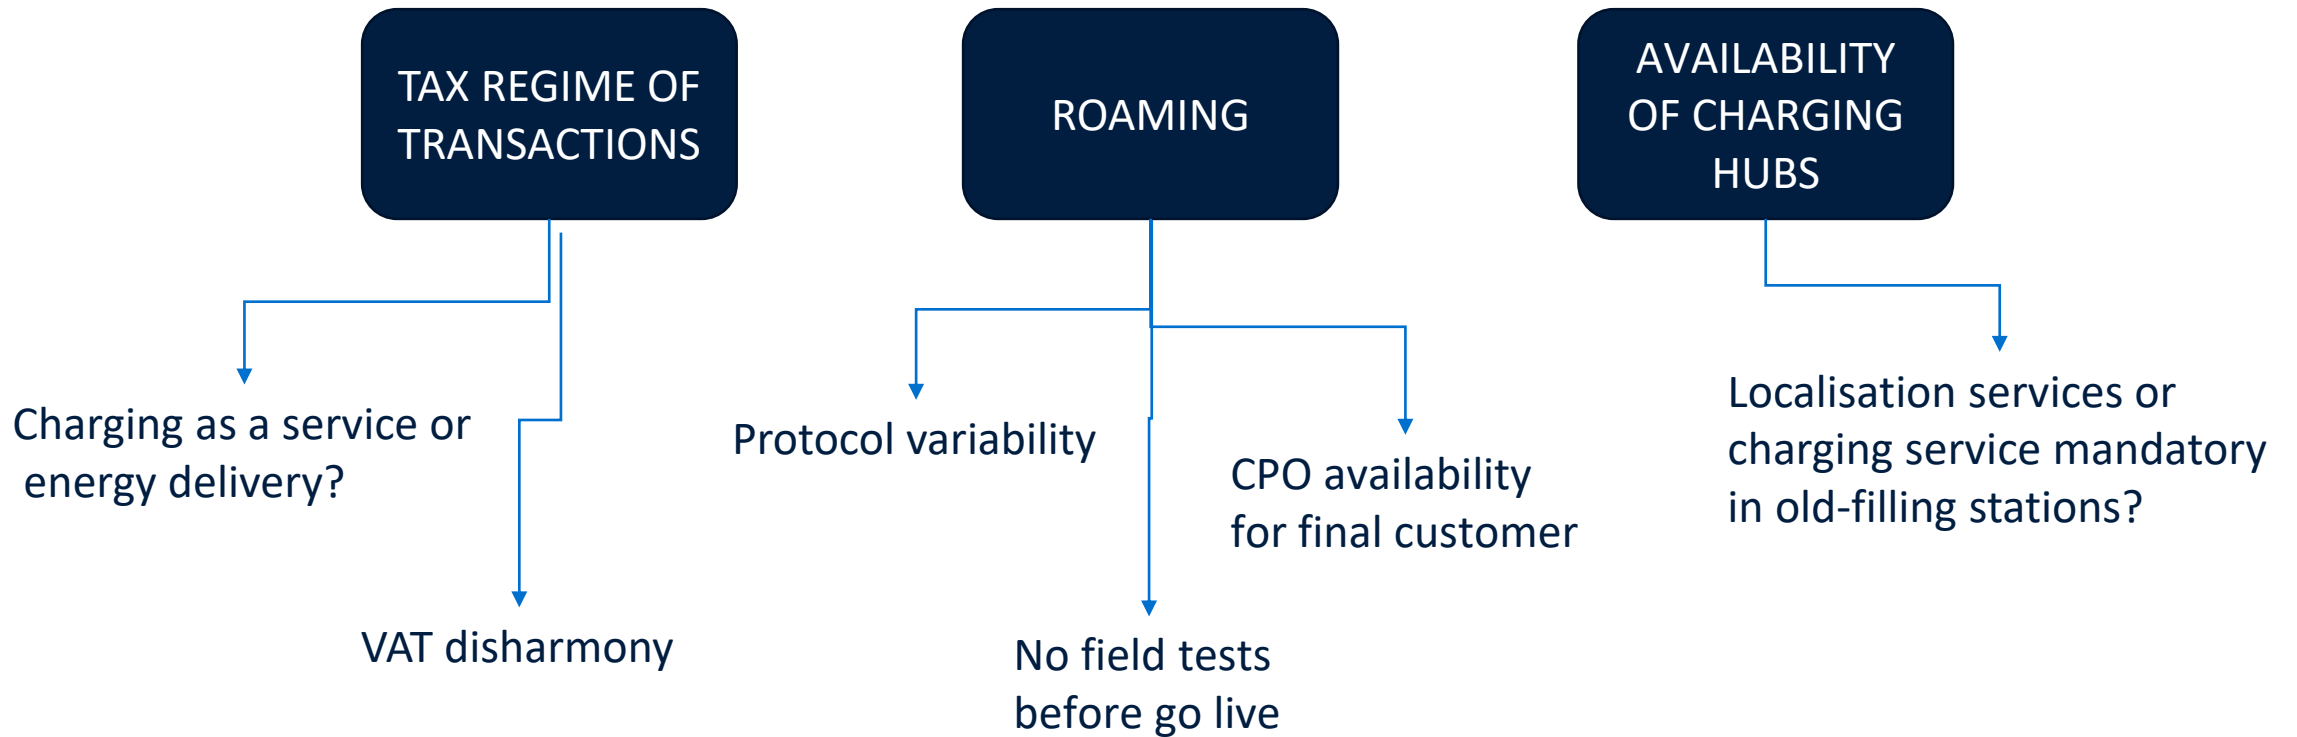 TAX REGIME OF
TRANSACTIONS
ROAMING
AVAILABILITY
OF CHARGING
HUBS
Charging as a service or
energy delivery?
VAT disharmony
Protocol variability
No field tests
before go live
CPO availability
for final customer
Localisation services or
charging service mandatory
in old-filling stations?